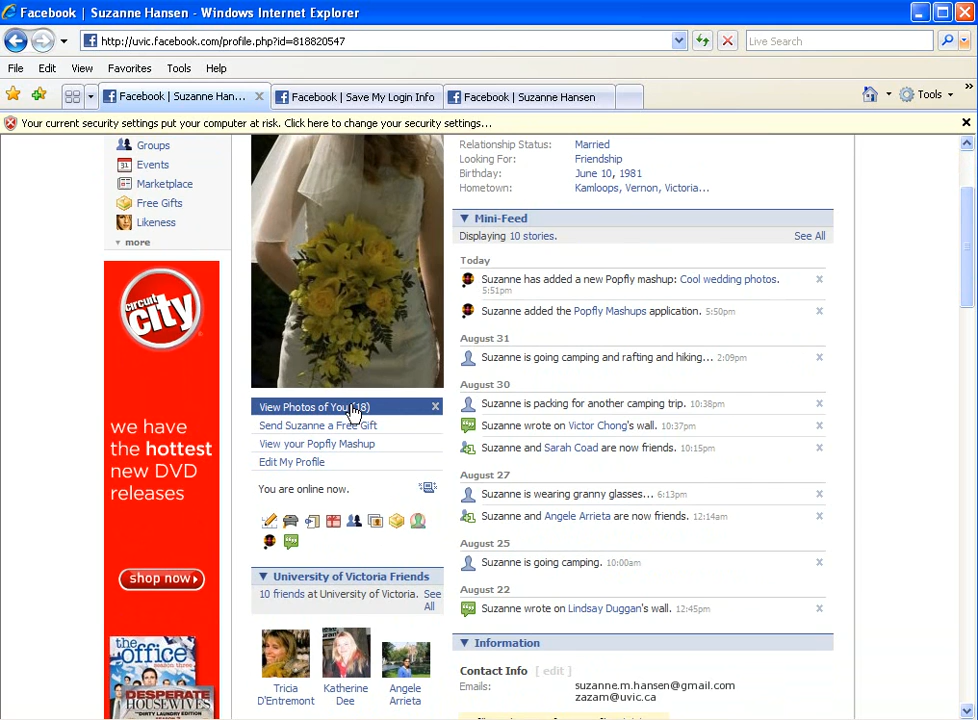 Facebook | Suzanne Hansen - Windows Internet Explorer
http://uvic.facebook.com/profile.php?id=818820547
Live Search
File Edit View Favorites Tools Help
Facebook | Suzanne Han...
Facebook | Save My Login Info
Facebook | Suzanne Hansen
Tools
Your current security settings put your computer at risk. Click here to change your security settings...
Groups
Events
Marketplace
Free Gifts
Likeness
more
circuit
city
we have
the hottest
new DVD
releases
shop now
the office
SEASON THREE
DESPERATE
HOUSEWIVES
View Photos of You (18)
Send Suzanne a Free Gift
View your Popfly Mashup
Edit My Profile
You are online now.
University of Victoria Friends
10 friends at University of Victoria. See All
Tricia D'Entremont
Katherine Dee
Angele Arrieta
Relationship Status: Married
Looking For: Friendship
Birthday: June 10, 1981
Hometown: Kamloops, Vernon, Victoria...
Mini-Feed
Displaying 10 stories. See All
Today
Suzanne has added a new Popfly mashup: Cool wedding photos.
5:51pm
Suzanne added the Popfly Mashups application. 5:50pm
August 31
Suzanne is going camping and rafting and hiking... 2:09pm
August 30
Suzanne is packing for another camping trip. 10:38pm
Suzanne wrote on Victor Chong's wall. 10:37pm
Suzanne and Sarah Coad are now friends. 10:15pm
August 27
Suzanne is wearing granny glasses... 6:13pm
Suzanne and Angele Arrieta are now friends. 12:14am
August 25
Suzanne is going camping. 10:00am
August 22
Suzanne wrote on Lindsay Duggan's wall. 12:45pm
Information
Contact Info [ edit ]
Emails: suzanne.m.hansen@gmail.com
zazam@uvic.ca